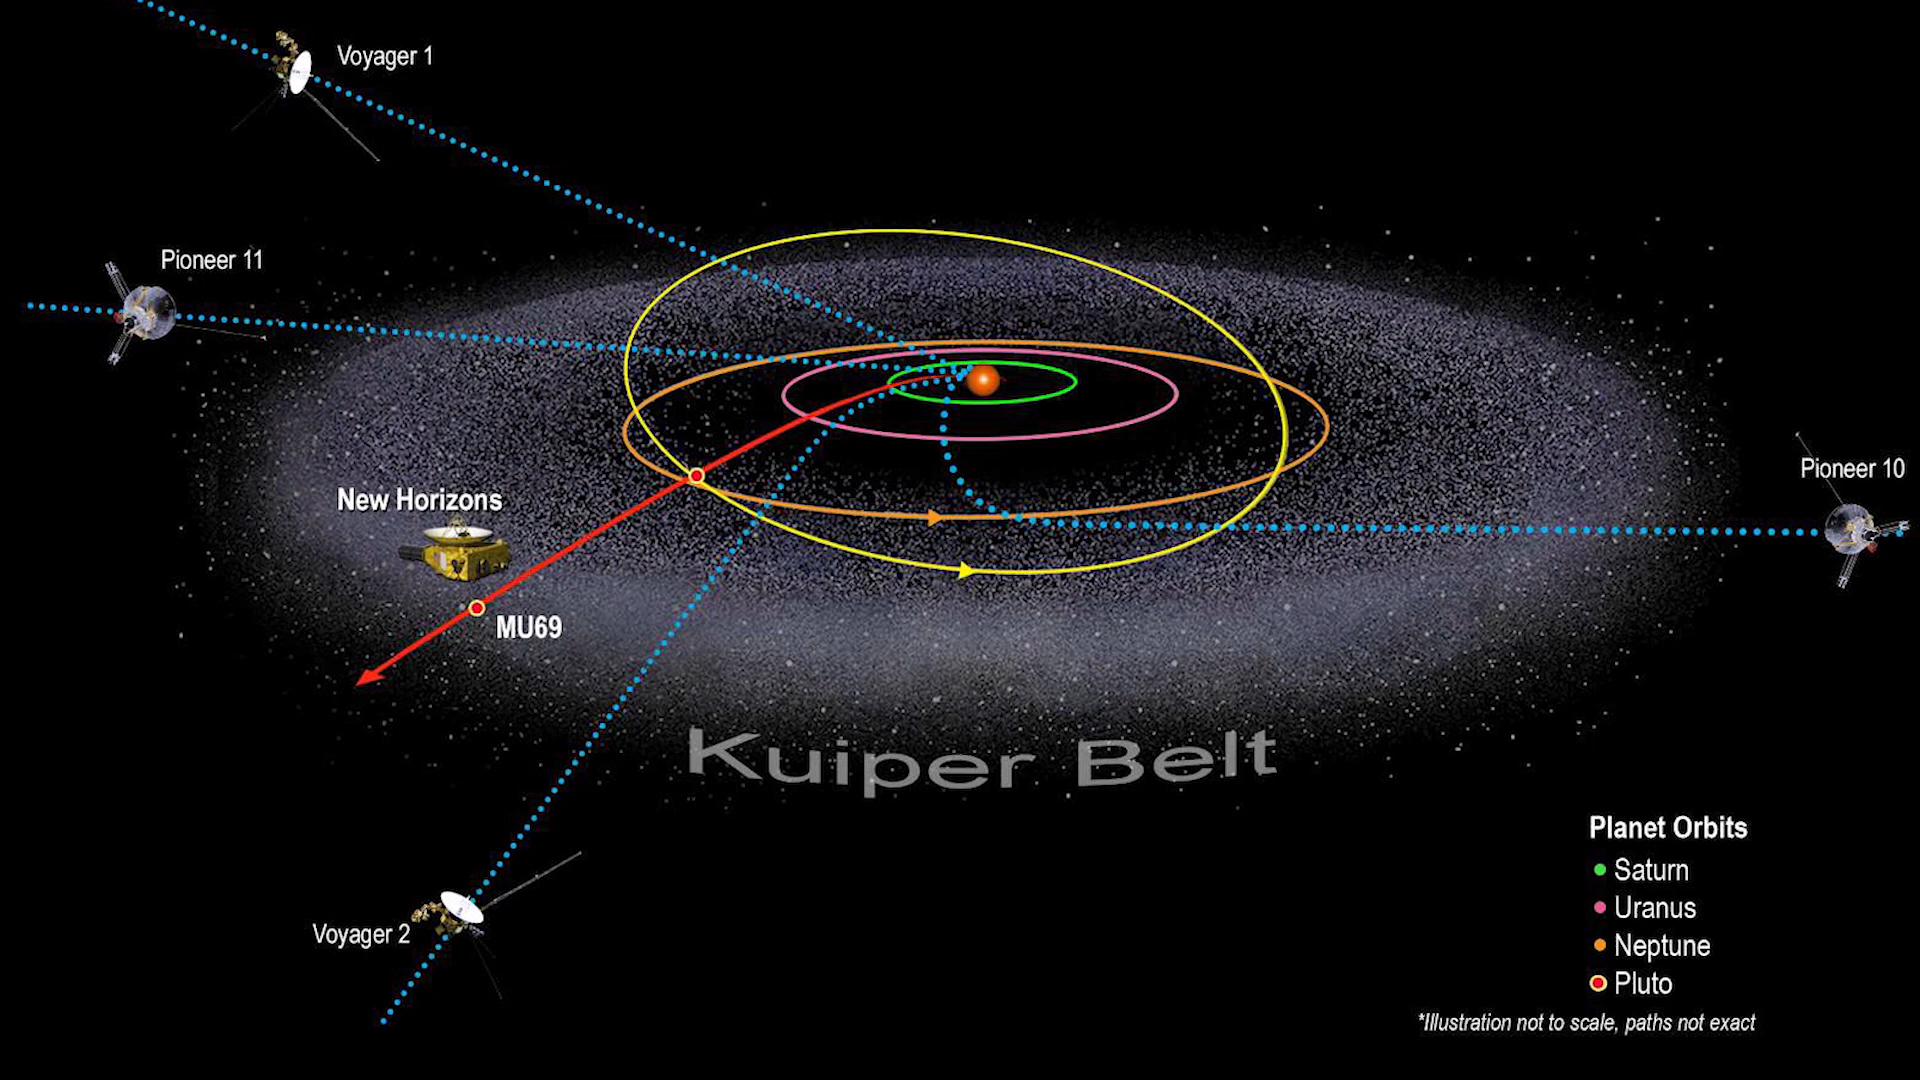 Voyager 1
Pioneer 11
Pioneer 10
New Horizons
MU69
Kuiper Belt
Voyager 2
Planet Orbits
Saturn
Uranus
Neptune
Pluto
*Illustration not to scale, paths not exact